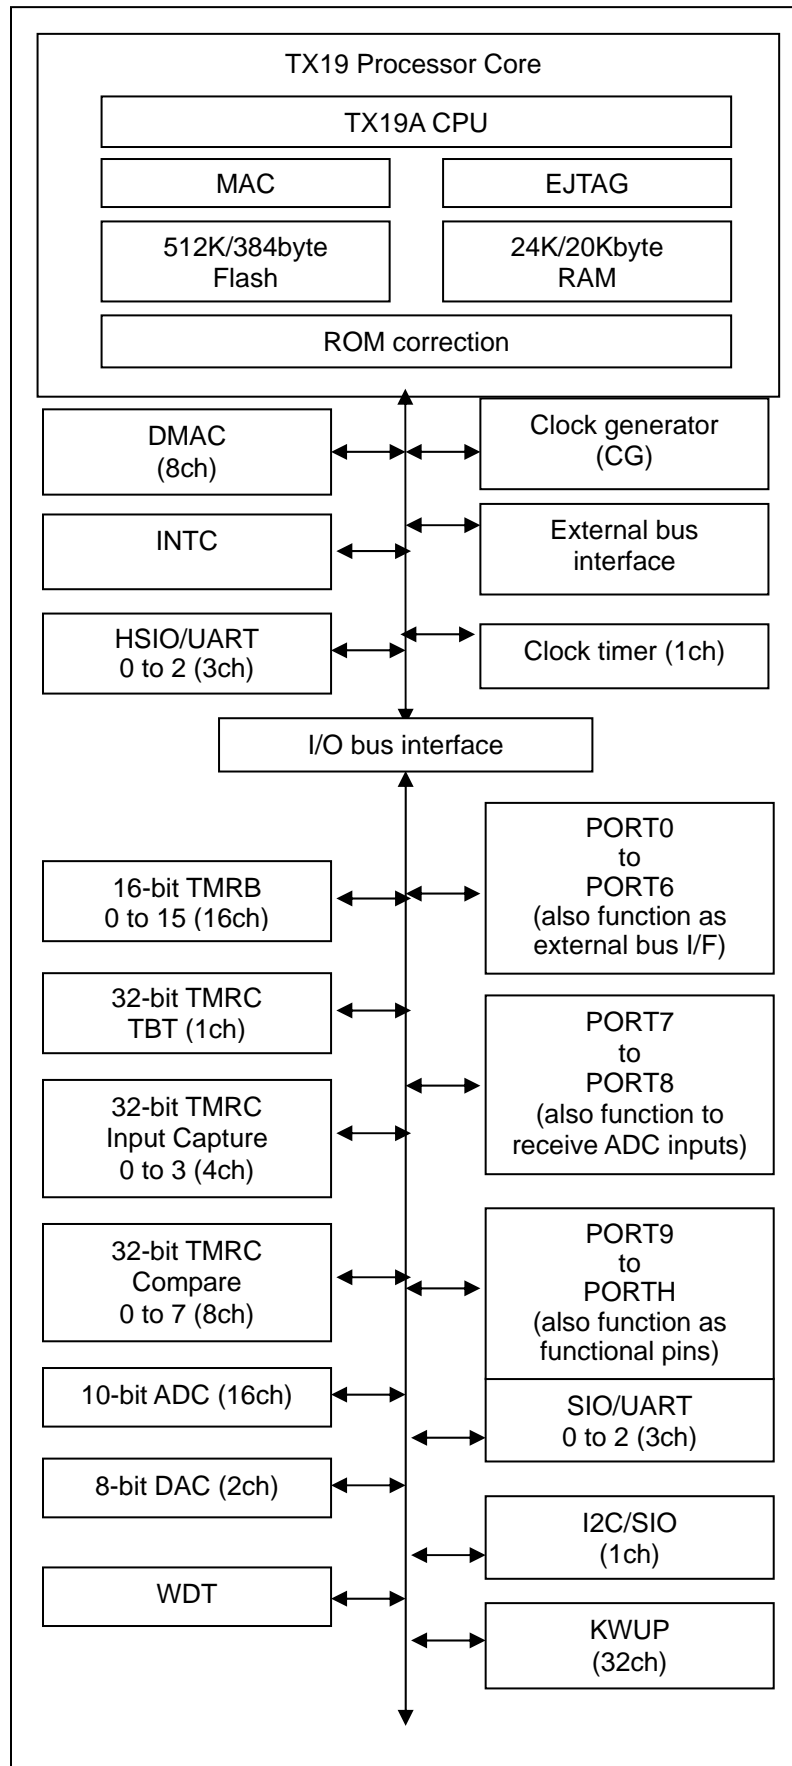 TX19 Processor Core
TX19A CPU
MAC
EJTAG
512K/384byte
Flash
24K/20Kbyte
RAM
ROM correction
DMAC
(8ch)
Clock generator
(CG)
INTC
External bus
interface
HSIO/UART
0 to 2 (3ch)
Clock timer (1ch)
I/O bus interface
16-bit TMRB
0 to 15 (16ch)
PORT0
to
PORT6
(also function as
external bus I/F)
32-bit TMRC
TBT (1ch)
PORT7
to
PORT8
(also function to
receive ADC inputs)
32-bit TMRC
Input Capture
0 to 3 (4ch)
32-bit TMRC
Compare
0 to 7 (8ch)
PORT9
to
PORTH
(also function as
functional pins)
10-bit ADC (16ch)
SIO/UART
0 to 2 (3ch)
8-bit DAC (2ch)
I2C/SIO
(1ch)
WDT
KWUP
(32ch)